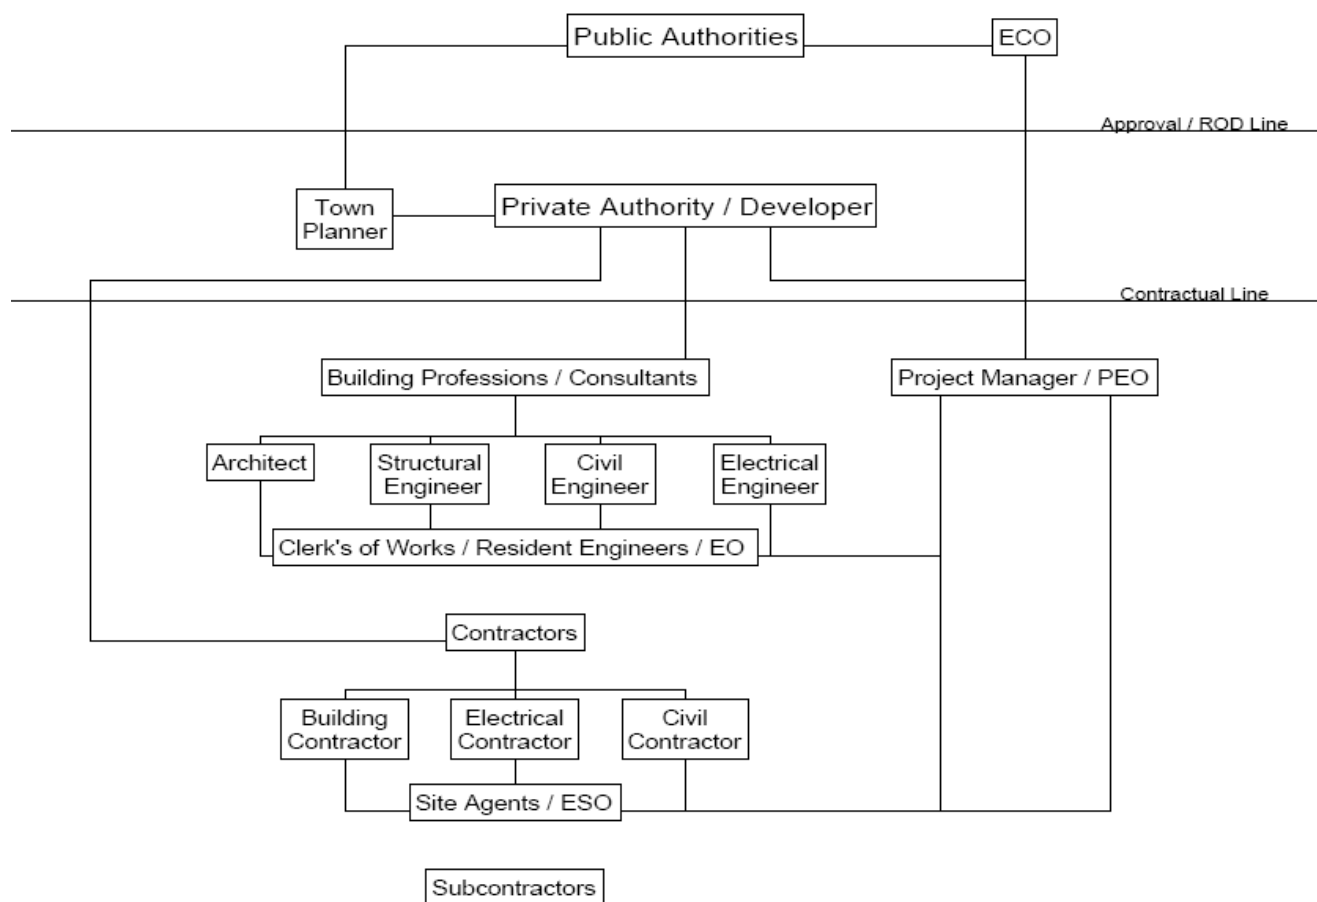 Public Authorities
ECO
Approval / ROD Line
Town
Planner
Private Authority / Developer
Contractual Line
Building Professions / Consultants
Project Manager / PEO
Architect
Structural
Engineer
Civil
Engineer
Electrical
Engineer
Clerk's of Works / Resident Engineers / EO
Contractors
Building
Contractor
Electrical
Contractor
Civil
Contractor
Site Agents / ESO
Subcontractors